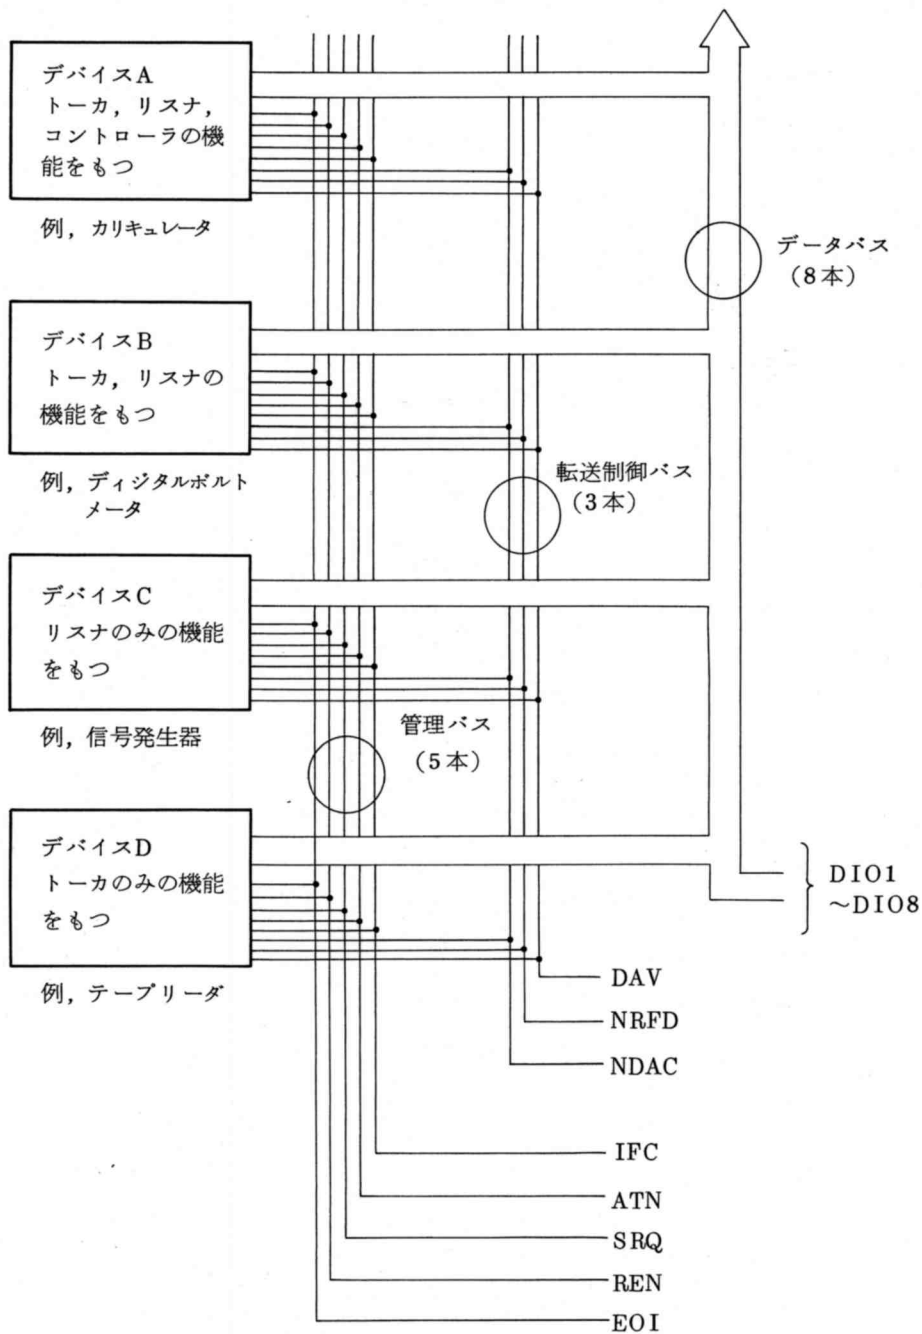 デバイスA
トーカ，リスナ，
コントローラの機
能をもつ
例，カリキュレータ
データバス
（8本）
デバイスB
トーカ，リスナの
機能をもつ
例，ディジタルボルト
メータ
転送制御バス
（3本）
デバイスC
リスナのみの機能
をもつ
例，信号発生器
管理バス
（5本）
デバイスD
トーカのみの機能
をもつ
例，テープリーダ
DIO1
～DIO8
DAV
NRFD
NDAC
IFC
ATN
SRQ
REN
EOI